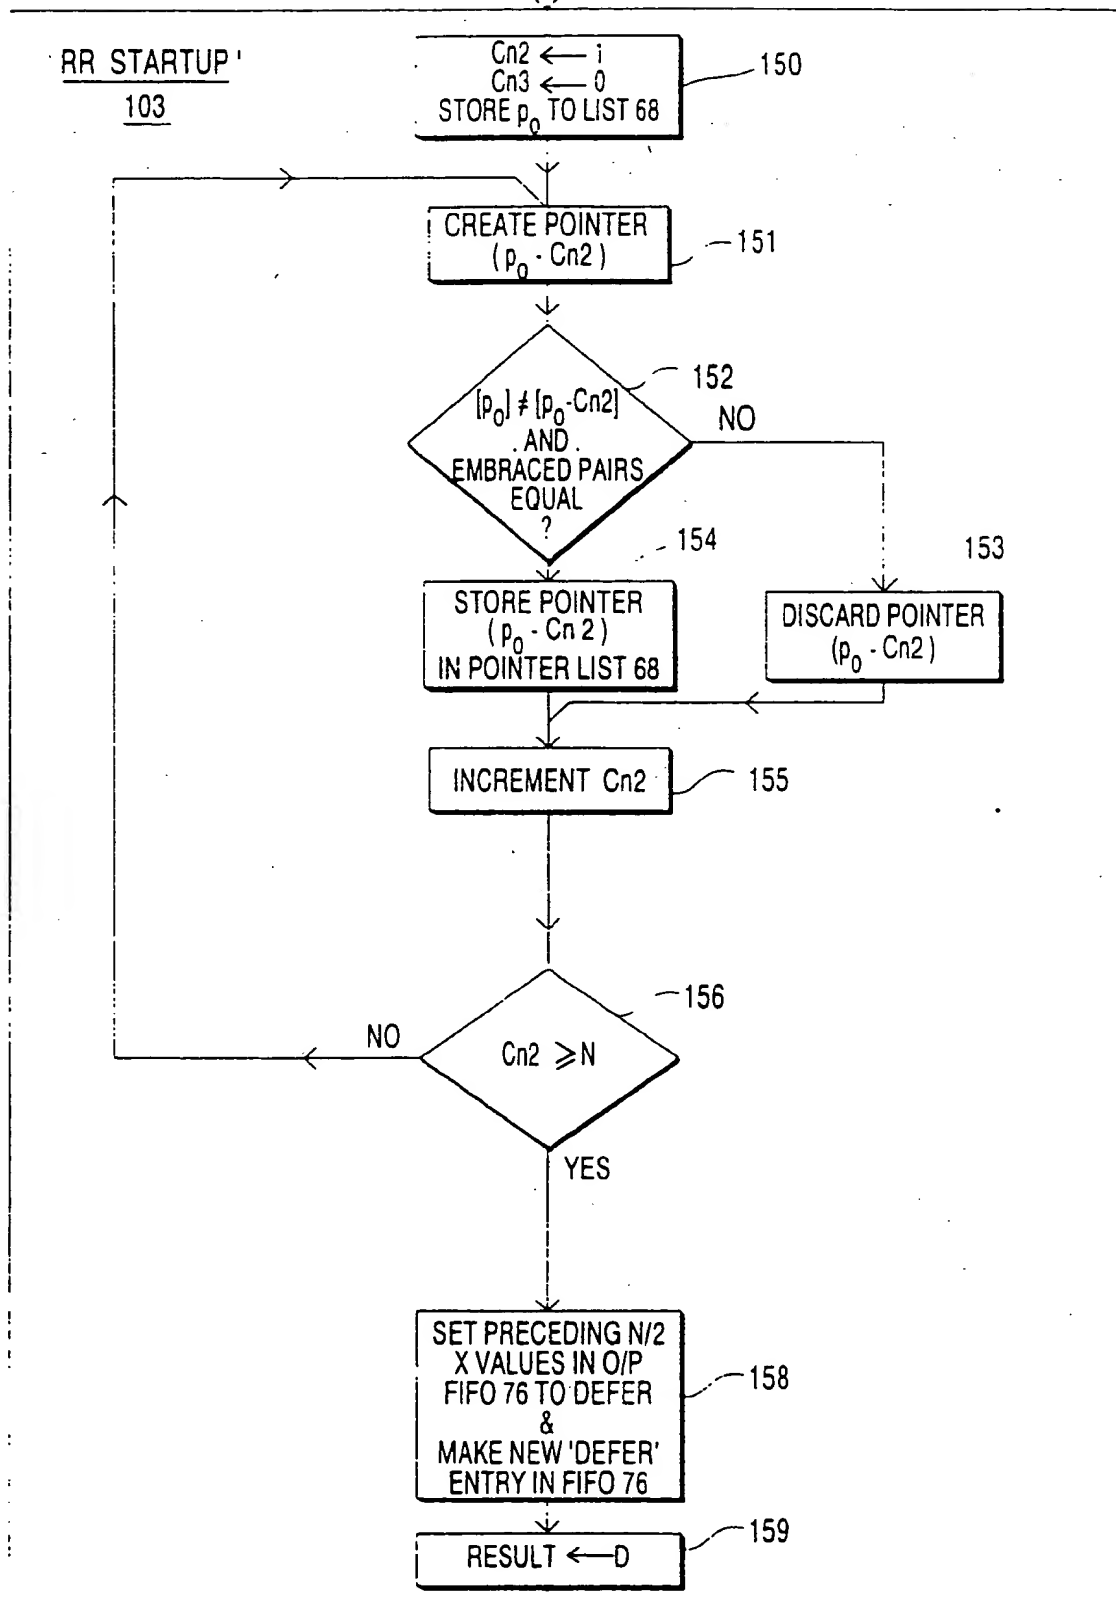 RR STARTUP'
103
Cn2 ← i
Cn3 ← 0
STORE p0 TO LIST 68
150
CREATE POINTER
(p0 - Cn2)
151
152
[p0] ≠ [p0-Cn2]
. AND .
EMBRACED PAIRS
EQUAL
?
NO
154
153
STORE POINTER
(p0 - Cn 2)
IN POINTER LIST 68
DISCARD POINTER
(p0 - Cn2)
INCREMENT Cn2
155
156
NO
Cn2 ⩾ N
YES
SET PRECEDING N/2
X VALUES IN O/P
FIFO 76 TO DEFER
&
MAKE NEW 'DEFER'
ENTRY IN FIFO 76
158
159
RESULT ← D